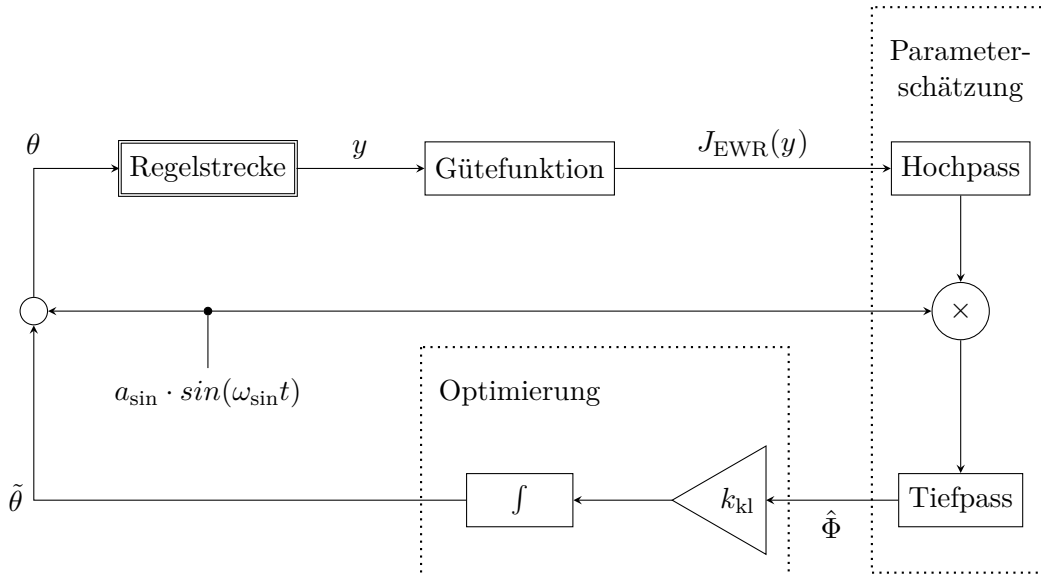 Parameter-
schätzung
θ
Regelstrecke
y
Gütefunktion
J_EWR(y)
Hochpass
×
a_sin · sin(ω_sin t)
Optimierung
θ̃
∫
k_kl
Φ̂
Tiefpass